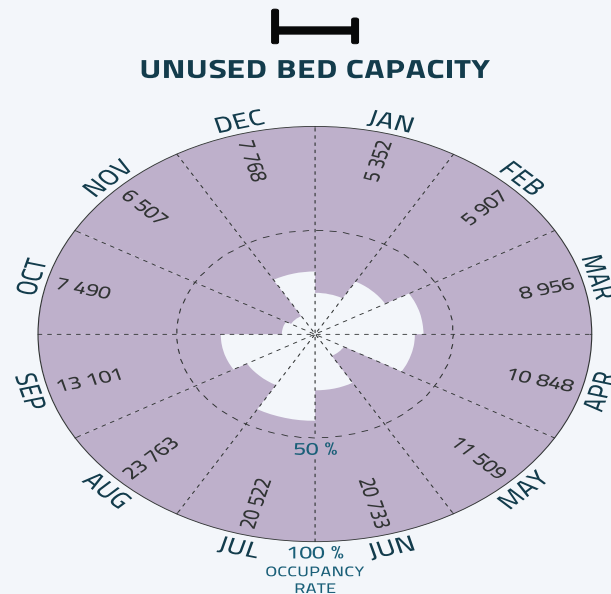 UNUSED BED CAPACITY
DEC
JAN
7 768
5 352
NOV
FEB
6 507
5 907
OCT
MAR
7 490
8 956
SEP
APR
13 101
10 848
AUG
MAY
23 763
11 509
JUL
JUN
20 522
20 733
50 %
100 %
OCCUPANCY
RATE